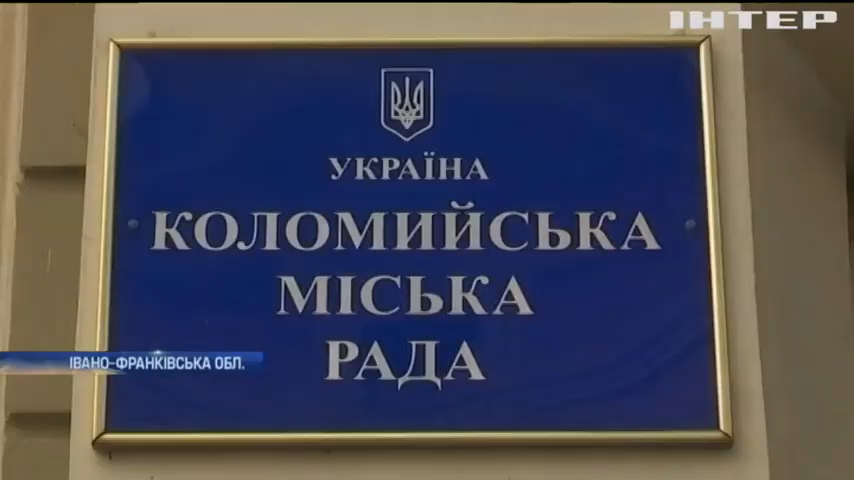 ІНТЕР
УКРАЇНА
КОЛОМИЙСЬКА
МІСЬКА
РАДА
ІВАНО-ФРАНКІВСЬКА ОБЛ.